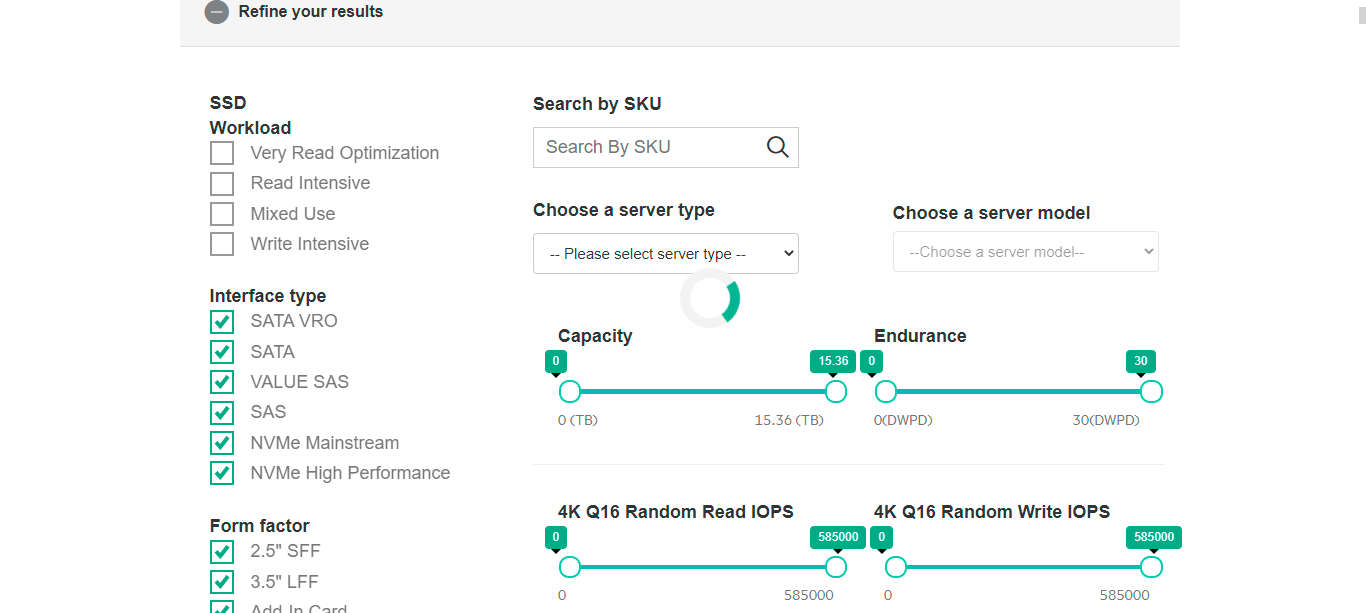 Refine your results
SSD
Workload
Very Read Optimization
Read Intensive
Mixed Use
Write Intensive
Interface type
SATA VRO
SATA
VALUE SAS
SAS
NVMe Mainstream
NVMe High Performance
Form factor
2.5" SFF
3.5" LFF
Add In Card
Search by SKU
Search By SKU
Choose a server type
-- Please select server type --
Choose a server model
--Choose a server model--
Capacity
0
15.36
0 (TB)
15.36 (TB)
Endurance
0
30
0(DWPD)
30(DWPD)
4K Q16 Random Read IOPS
0
585000
0
585000
4K Q16 Random Write IOPS
0
585000
0
585000